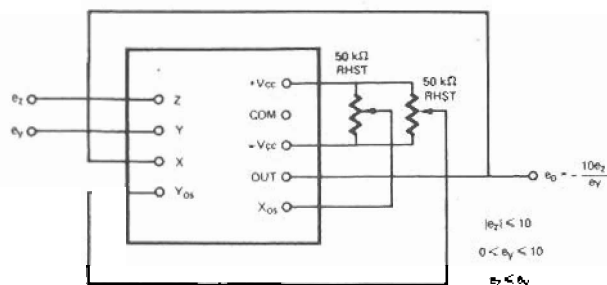 50 kΩ
RHST
50 kΩ
RHST
+Vcc
ez
Z
COM
ey
Y
-Vcc
X
OUT
eo = - 10ez/ey
YOS
XOS
|ez| ≤ 10
0 < ey ≤ 10
ez ≤ ey